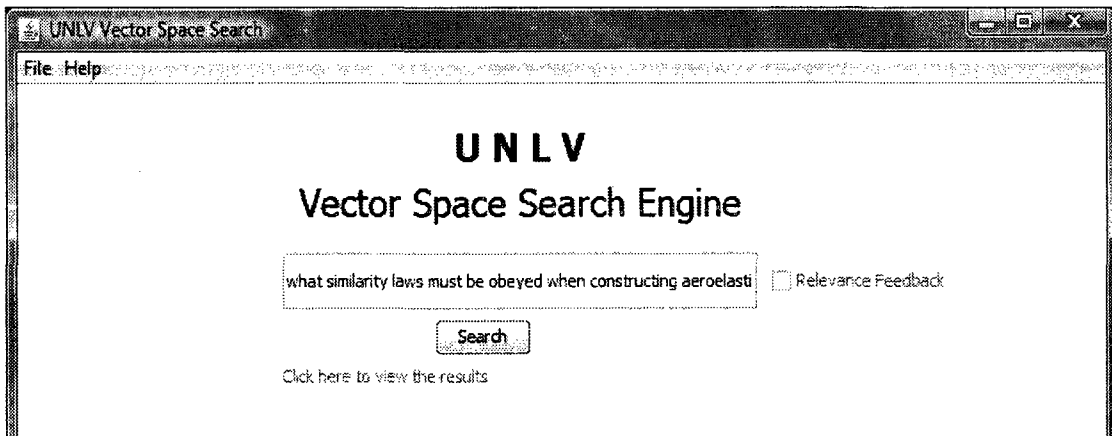 UNLV Vector Space Search
File Help
U N L V
Vector Space Search Engine
what similarity laws must be obeyed when constructing aeroelasti
Relevance Feedback
Search
Click here to view the results